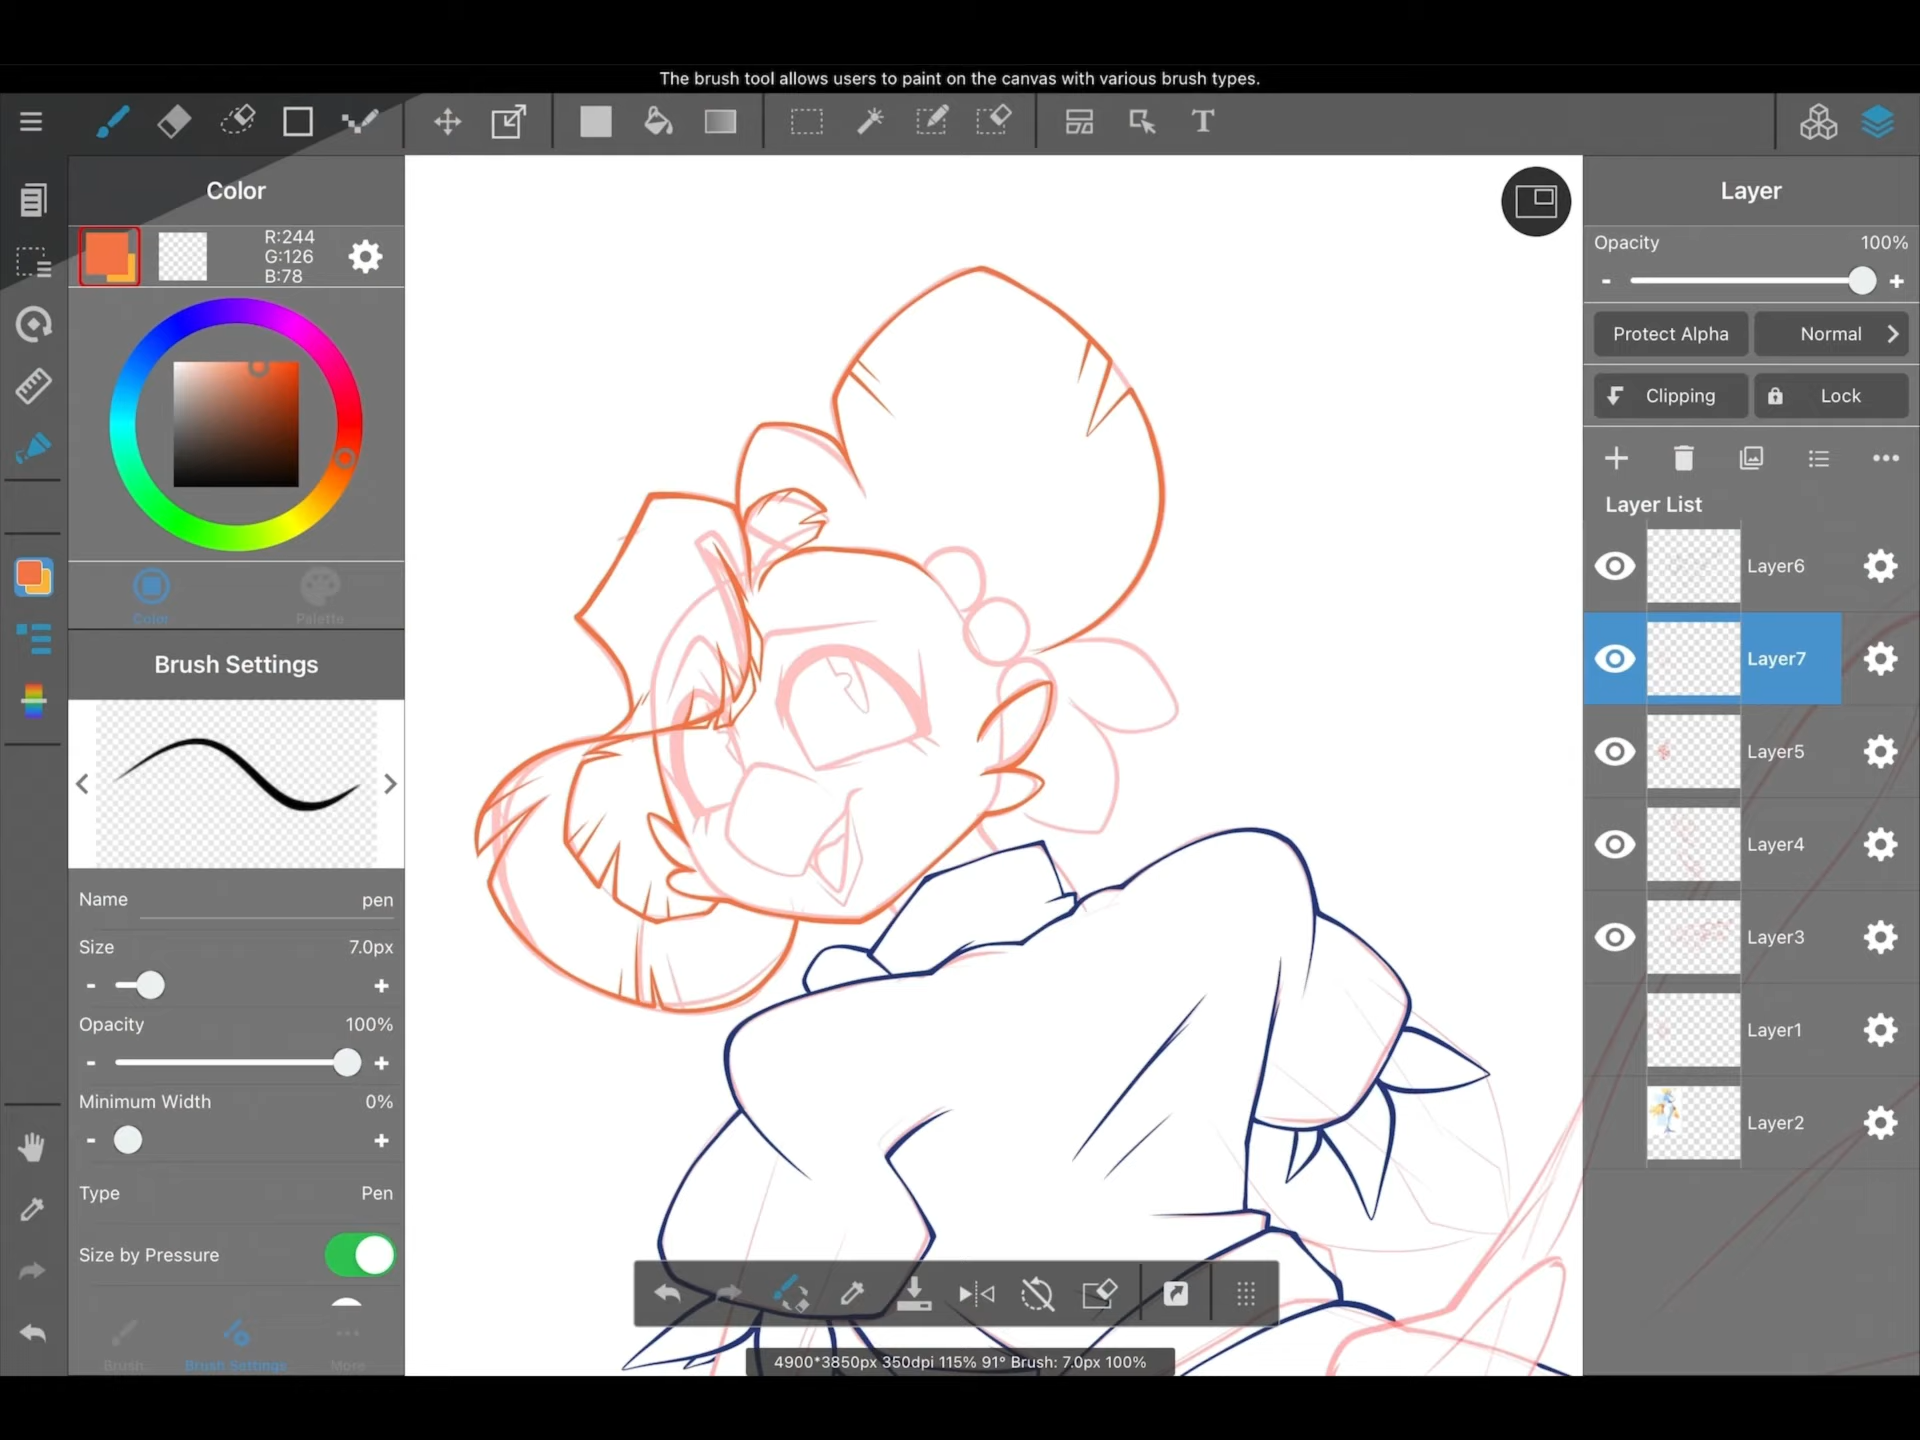 The brush tool allows users to paint on the canvas with various brush types.
T
Color
R:244
G:126
B:78
Color
Palette
Brush Settings
Name pen
Size 7.0px
- +
Opacity 100%
- +
Minimum Width 0%
- +
Type Pen
Size by Pressure
Brush
Brush Settings
More
4900*3850px 350dpi 115% 91° Brush: 7.0px 100%
Layer
Opacity 100%
- +
Protect Alpha
Normal
Clipping
Lock
Layer List
Layer6
Layer7
Layer5
Layer4
Layer3
Layer1
Layer2